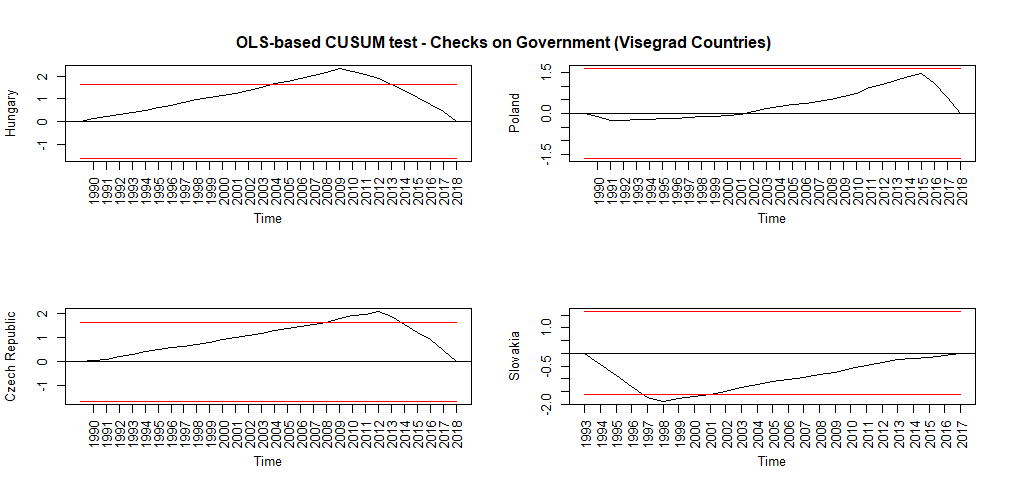 OLS-based CUSUM test - Checks on Government (Visegrad Countries)
Hungary
2
1
0
-1
1990 1991 1992 1993 1994 1995 1996 1997 1998 1999 2000 2001 2002 2003 2004 2005 2006 2007 2008 2009 2010 2011 2012 2013 2014 2015 2016 2017 2018
Time
Poland
1.5
0.0
-1.5
1990 1991 1992 1993 1994 1995 1996 1997 1998 1999 2000 2001 2002 2003 2004 2005 2006 2007 2008 2009 2010 2011 2012 2013 2014 2015 2016 2017 2018
Time
Czech Republic
2
1
0
-1
1990 1991 1992 1993 1994 1995 1996 1997 1998 1999 2000 2001 2002 2003 2004 2005 2006 2007 2008 2009 2010 2011 2012 2013 2014 2015 2016 2017 2018
Time
Slovakia
1.0
-0.5
-2.0
1993 1994 1995 1996 1997 1998 1999 2000 2001 2002 2003 2004 2005 2006 2007 2008 2009 2010 2011 2012 2013 2014 2015 2016 2017
Time